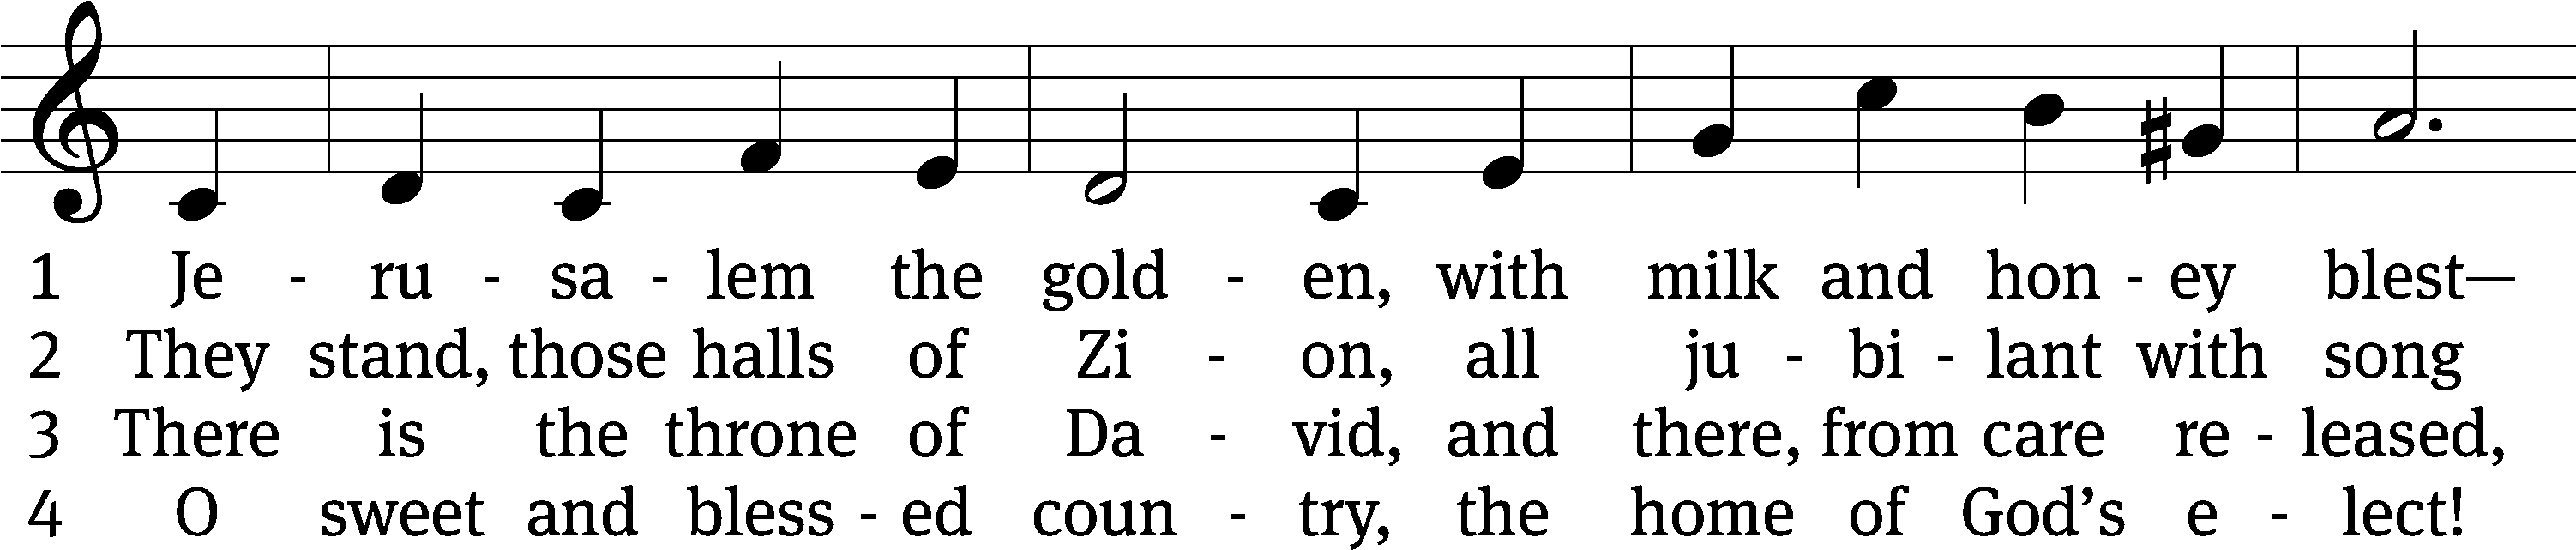 1 Je - ru - sa - lem the gold - en, with milk and hon - ey blest—
2 They stand, those halls of Zi - on, all ju - bi - lant with song
3 There is the throne of Da - vid, and there, from care re - leased,
4 O sweet and bless - ed coun - try, the home of God’s e - lect!